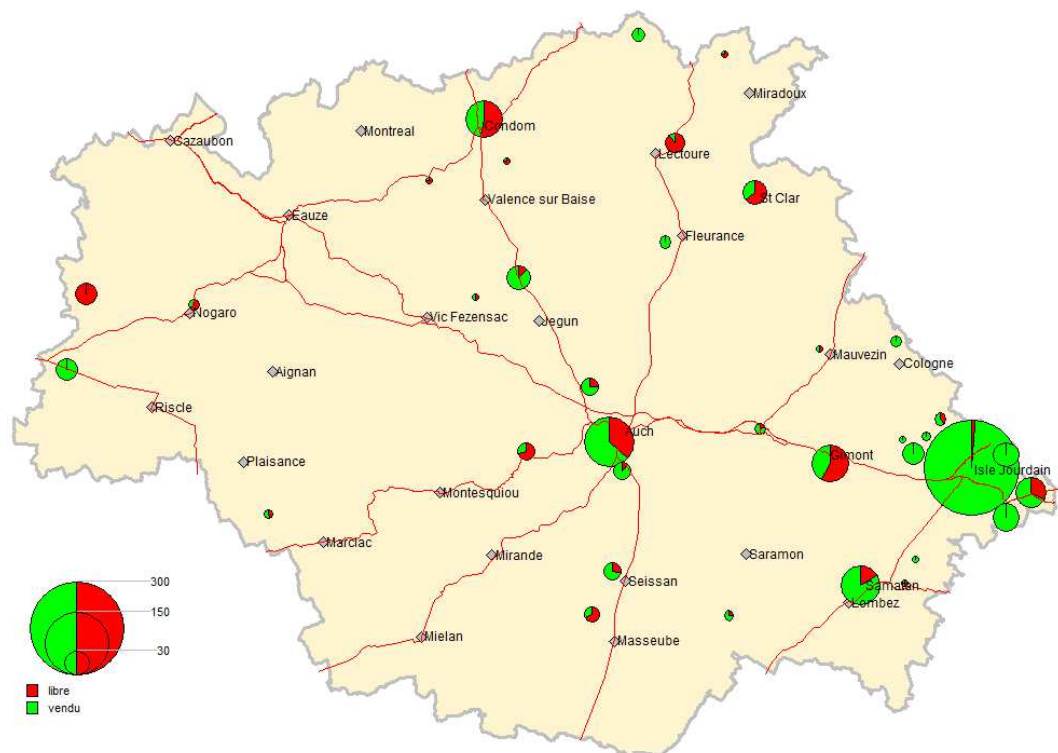 Miradoux
Condom
Montreal
Cazaubon
Lectoure
St Clar
Valence sur Baise
Eauze
Fleurance
Nogaro
Vic Fezensac
Jegun
Mauvezin
Cologne
Aignan
Riscle
Auch
Gimont
Plaisance
Isle Jourdain
Montesquiou
Marciac
Mirande
Saramon
Seissan
Samatan
Lombez
Mielan
Masseube
300
150
30
libre
vendu